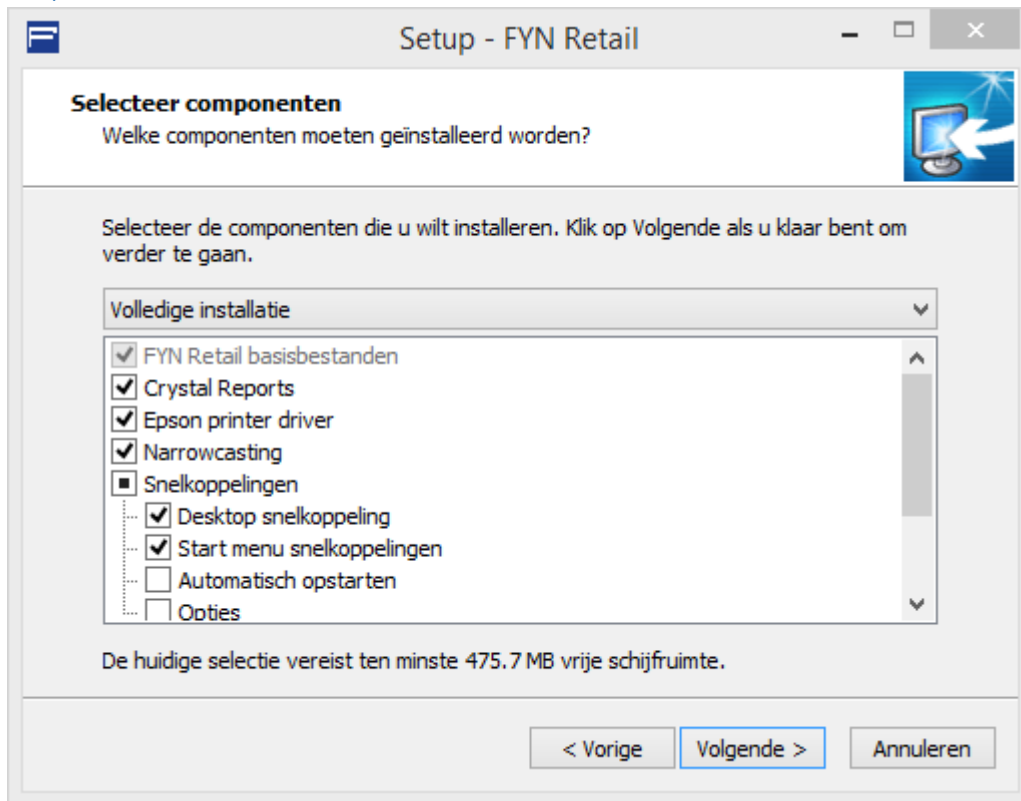 Setup - FYN Retail
Selecteer componenten
Welke componenten moeten geïnstalleerd worden?
Selecteer de componenten die u wilt installeren. Klik op Volgende als u klaar bent om
verder te gaan.
Volledige installatie
FYN Retail basisbestanden
Crystal Reports
Epson printer driver
Narrowcasting
Snelkoppelingen
Desktop snelkoppeling
Start menu snelkoppelingen
Automatisch opstarten
Opties
De huidige selectie vereist ten minste 475.7 MB vrije schijfruimte.
< Vorige
Volgende >
Annuleren